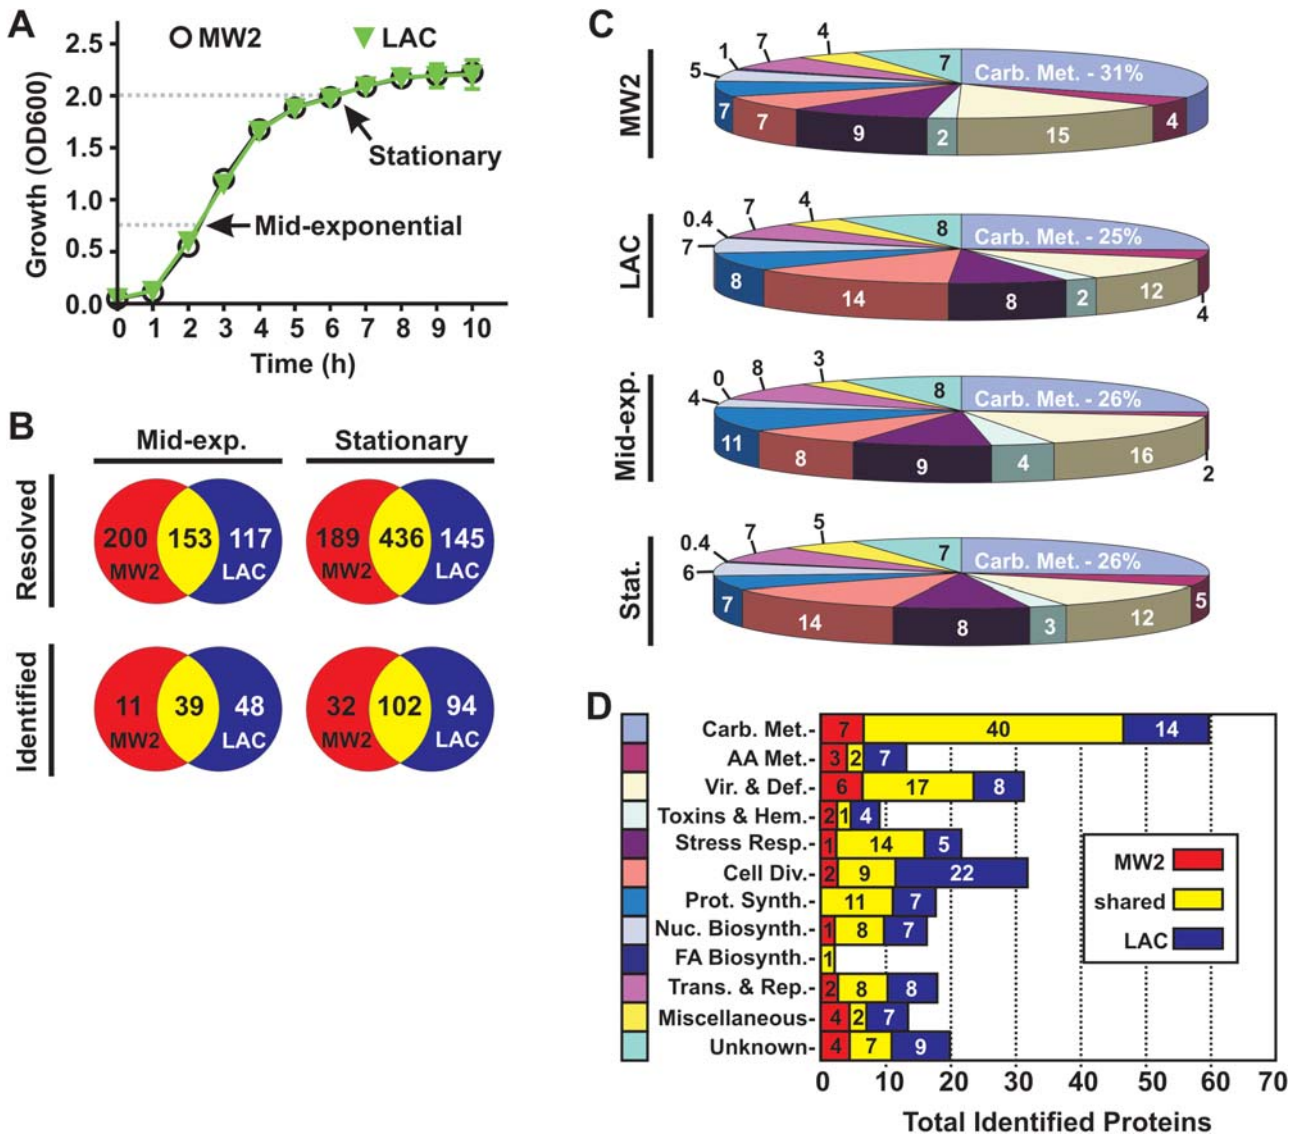 A
MW2
LAC
Growth (OD600)
2.5
2.0
1.5
1.0
0.5
0.0
Stationary
Mid-exponential
0 1 2 3 4 5 6 7 8 9 10
Time (h)
B
Mid-exp. Stationary
Resolved
200 153 117
MW2 LAC
189 436 145
MW2 LAC
Identified
11 39 48
MW2 LAC
32 102 94
MW2 LAC
C
MW2
Carb. Met. - 31%
4
15
2
9
7
7
5
1
7
4
7
LAC
Carb. Met. - 25%
4
12
2
8
14
8
7
0.4
7
4
8
Mid-exp.
Carb. Met. - 26%
2
16
4
9
8
11
4
0
8
3
8
Stat.
Carb. Met. - 26%
5
12
3
8
14
7
6
0.4
7
5
7
D
Carb. Met.- 7 40 14
AA Met.- 3 2 7
Vir. & Def.- 6 17 8
Toxins & Hem.- 2 1 4
Stress Resp.- 1 14 5
Cell Div.- 2 9 22
Prot. Synth.- 11 7
Nuc. Biosynth.- 1 8 7
FA Biosynth.- 1
Trans. & Rep.- 2 8 8
Miscellaneous- 4 2 7
Unknown- 4 7 9
MW2
shared
LAC
0 10 20 30 40 50 60 70
Total Identified Proteins